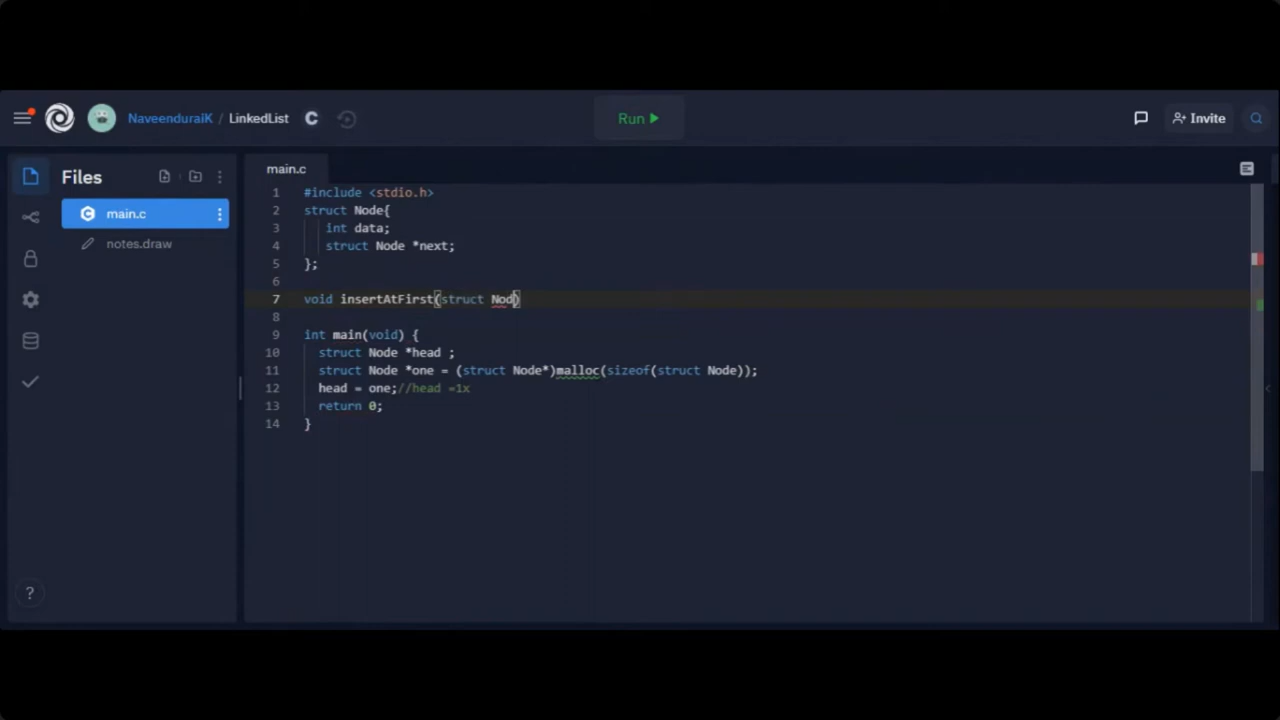 NaveenduraiK / LinkedList
Run
Invite
Files
main.c
notes.draw
?
main.c
1 #include <stdio.h>
2 struct Node{
3 int data;
4 struct Node *next;
5 };
6
7 void insertAtFirst(struct Nod)
8
9 int main(void) {
10 struct Node *head ;
11 struct Node *one = (struct Node*)malloc(sizeof(struct Node));
12 head = one;//head =1x
13 return 0;
14 }